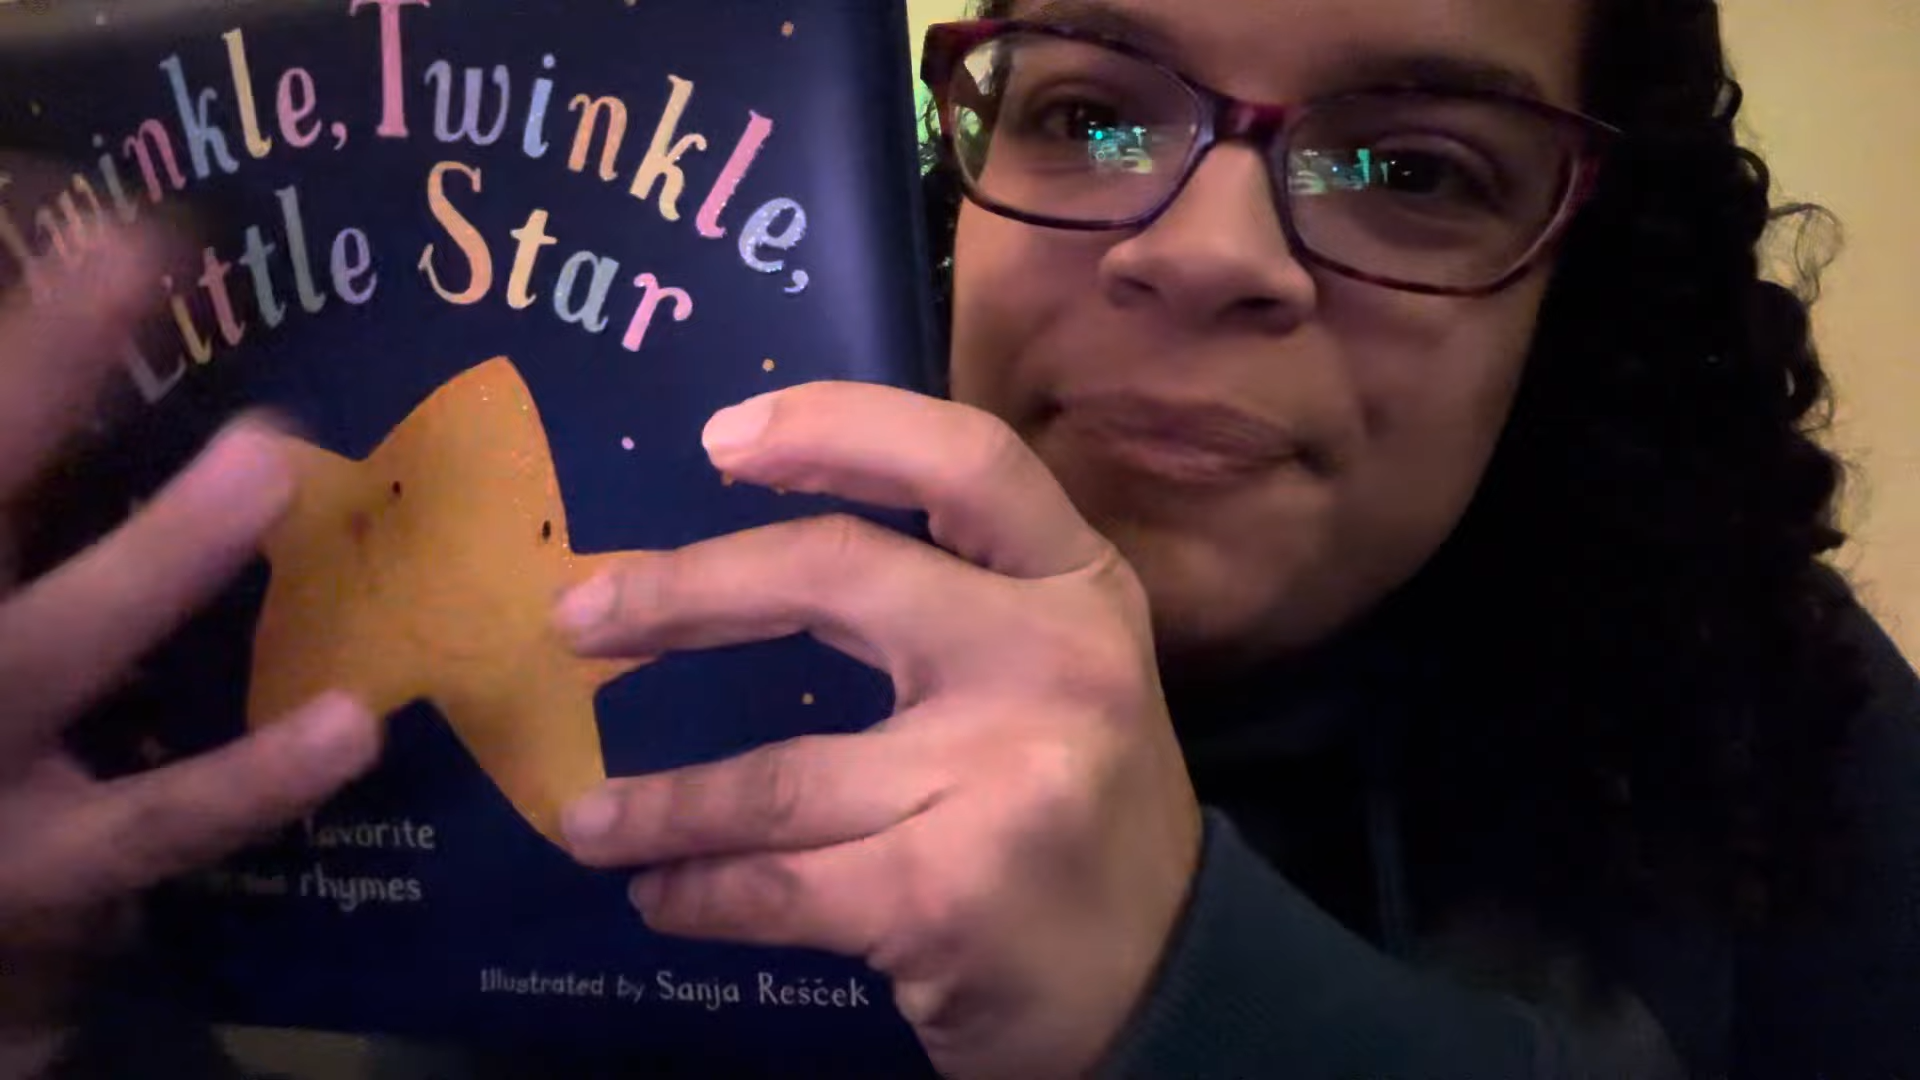 Twinkle, Twinkle,
Little Star
favorite
rhymes
Illustrated by Sanja Rešček